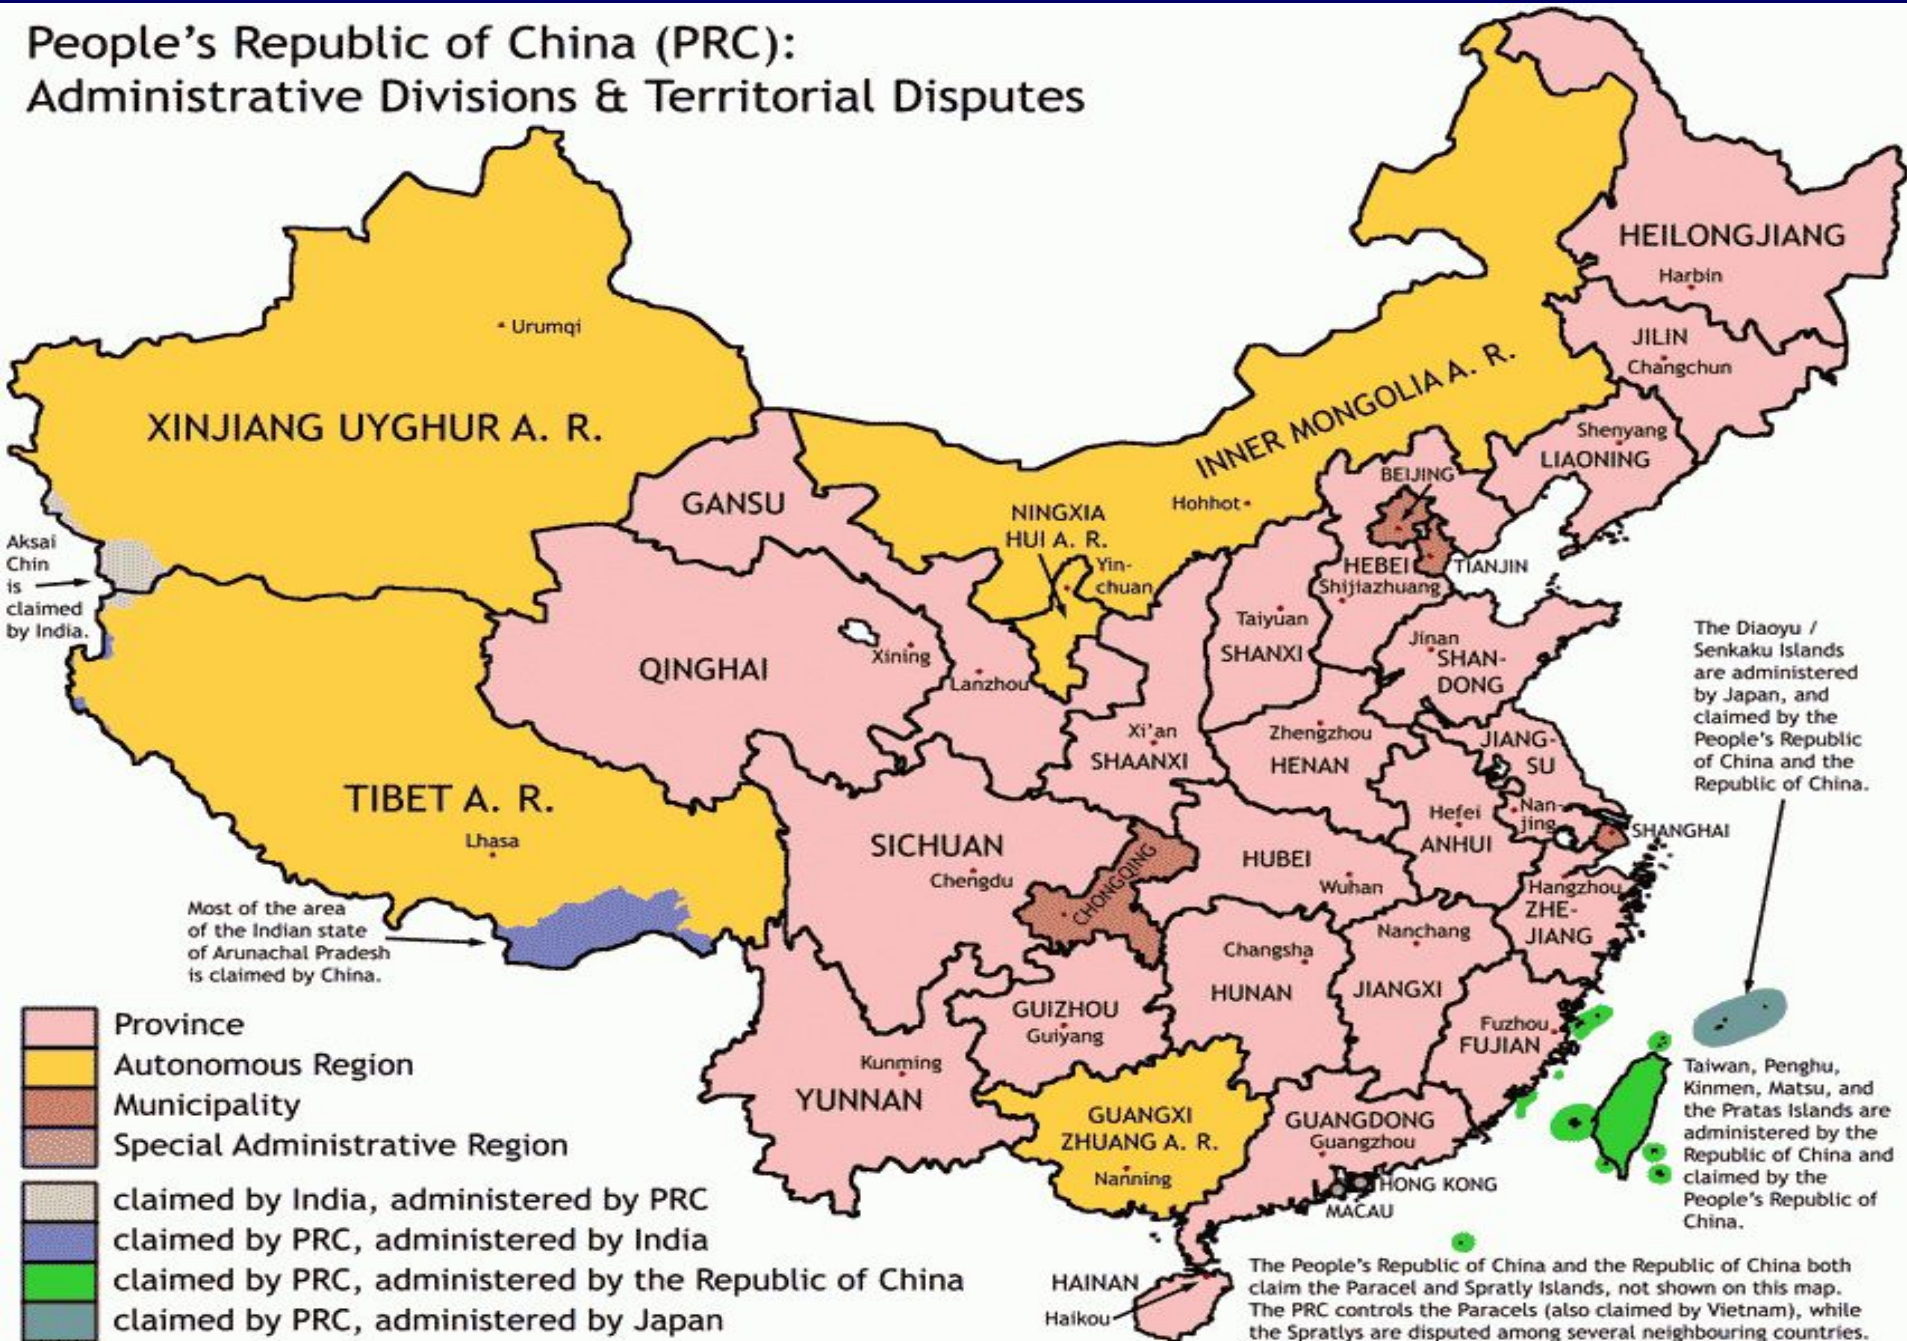 People's Republic of China (PRC):
Administrative Divisions & Territorial Disputes
HEILONGJIANG
Harbin
JILIN
Changchun
Urumqi
XINJIANG UYGHUR A. R.
INNER MONGOLIA A. R.
Hohhot
Shenyang
LIAONING
BEIJING
GANSU
NINGXIA
HUI A. R.
Yin-
chuan
HEBEI
Shijiazhuang
TIANJIN
Aksai
Chin
is
claimed
by India.
Taiyuan
SHANXI
Jinan
SHAN-
DONG
QINGHAI
Xining
Lanzhou
The Diaoyu /
Senkaku Islands
are administered
by Japan, and
claimed by the
People's Republic
of China and the
Republic of China.
Xi'an
SHAANXI
Zhengzhou
HENAN
JIANG-
SU
Nan-
jing
TIBET A. R.
Lhasa
SICHUAN
Chengdu
CHONGQING
HUBEI
Wuhan
Hefei
ANHUI
SHANGHAI
Hangzhou
ZHE-
JIANG
Most of the area
of the Indian state
of Arunachal Pradesh
is claimed by China.
Changsha
HUNAN
Nanchang
JIANGXI
GUIZHOU
Guiyang
Fuzhou
FUJIAN
Kunming
YUNNAN
GUANGXI
ZHUANG A. R.
Nanning
GUANGDONG
Guangzhou
HONG KONG
MACAU
Taiwan, Penghu,
Kinmen, Matsu, and
the Pratas Islands are
administered by the
Republic of China and
claimed by the
People's Republic of
China.
HAINAN
Haikou
Province
Autonomous Region
Municipality
Special Administrative Region
claimed by India, administered by PRC
claimed by PRC, administered by India
claimed by PRC, administered by the Republic of China
claimed by PRC, administered by Japan
The People's Republic of China and the Republic of China both
claim the Paracel and Spratly Islands, not shown on this map.
The PRC controls the Paracels (also claimed by Vietnam), while
the Spratlys are disputed among several neighbouring countries.